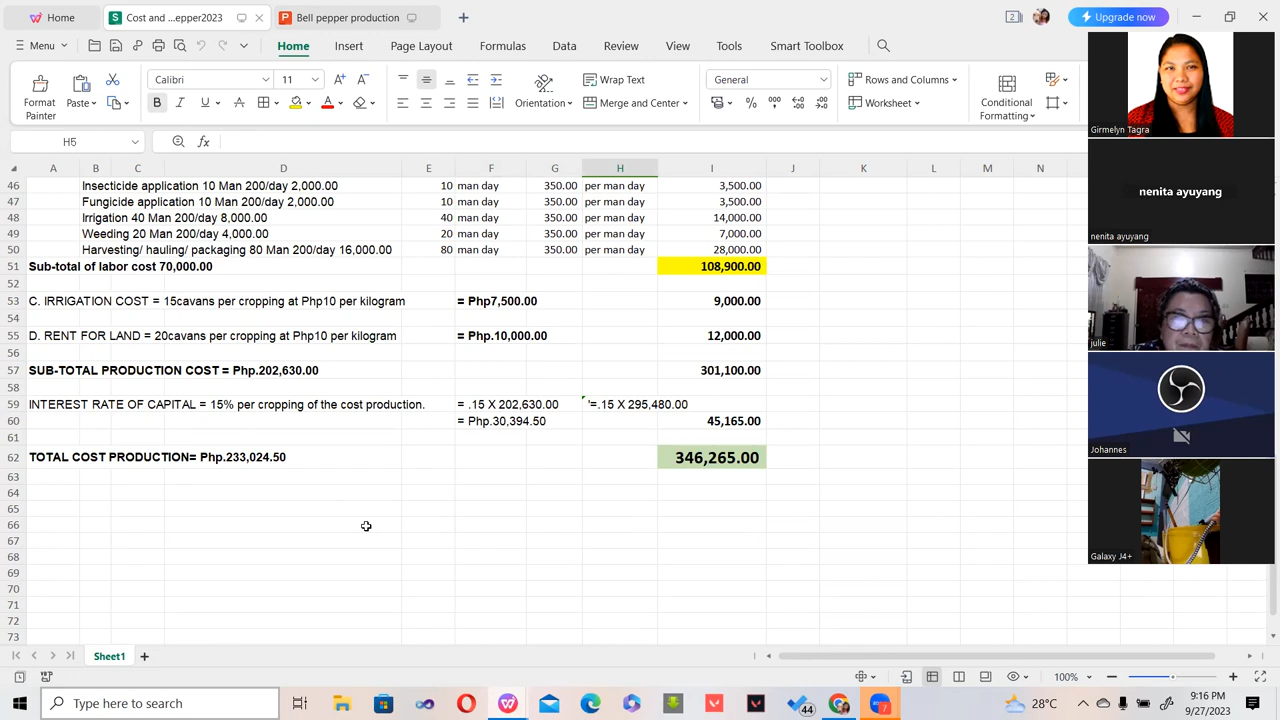 Home
Cost and ...epper2023
Bell pepper production
Upgrade now
Menu
Home
Insert
Page Layout
Formulas
Data
Review
View
Tools
Smart Toolbox
Format Painter
Paste
Calibri
11
Orientation
Wrap Text
Merge and Center
General
Rows and Columns
Worksheet
Conditional Formatting
H5
A B C D E F G H I J K L M N
46 Insecticide application 10 Man 200/day 2,000.00 10 man day 350.00 per man day 3,500.00
47 Fungicide application 10 Man 200/day 2,000.00 10 man day 350.00 per man day 3,500.00
48 Irrigation 40 Man 200/day 8,000.00 40 man day 350.00 per man day 14,000.00
49 Weeding 20 Man 200/day 4,000.00 20 man day 350.00 per man day 7,000.00
50 Harvesting/ hauling/ packaging 80 Man 200/day 16,000.00 80 man day 350.00 per man day 28,000.00
51 Sub-total of labor cost 70,000.00 108,900.00
52
53 C. IRRIGATION COST = 15cavans per cropping at Php10 per kilogram = Php7,500.00 9,000.00
54
55 D. RENT FOR LAND = 20cavans per cropping at Php10 per kilogram = Php.10,000.00 12,000.00
56
57 SUB-TOTAL PRODUCTION COST = Php.202,630.00 301,100.00
58
59 INTEREST RATE OF CAPITAL = 15% per cropping of the cost production. = .15 X 202,630.00 '=.15 X 295,480.00
60 = Php.30,394.50 45,165.00
61
62 TOTAL COST PRODUCTION= Php.233,024.50 346,265.00
63
64
65
66
67
68
69
70
71
72
73
Sheet1
100%
Type here to search
44
28°C
9:16 PM
9/27/2023
Girmelyn Tagra
nenita ayuyang
nenita ayuyang
julie
Johannes
Galaxy J4+